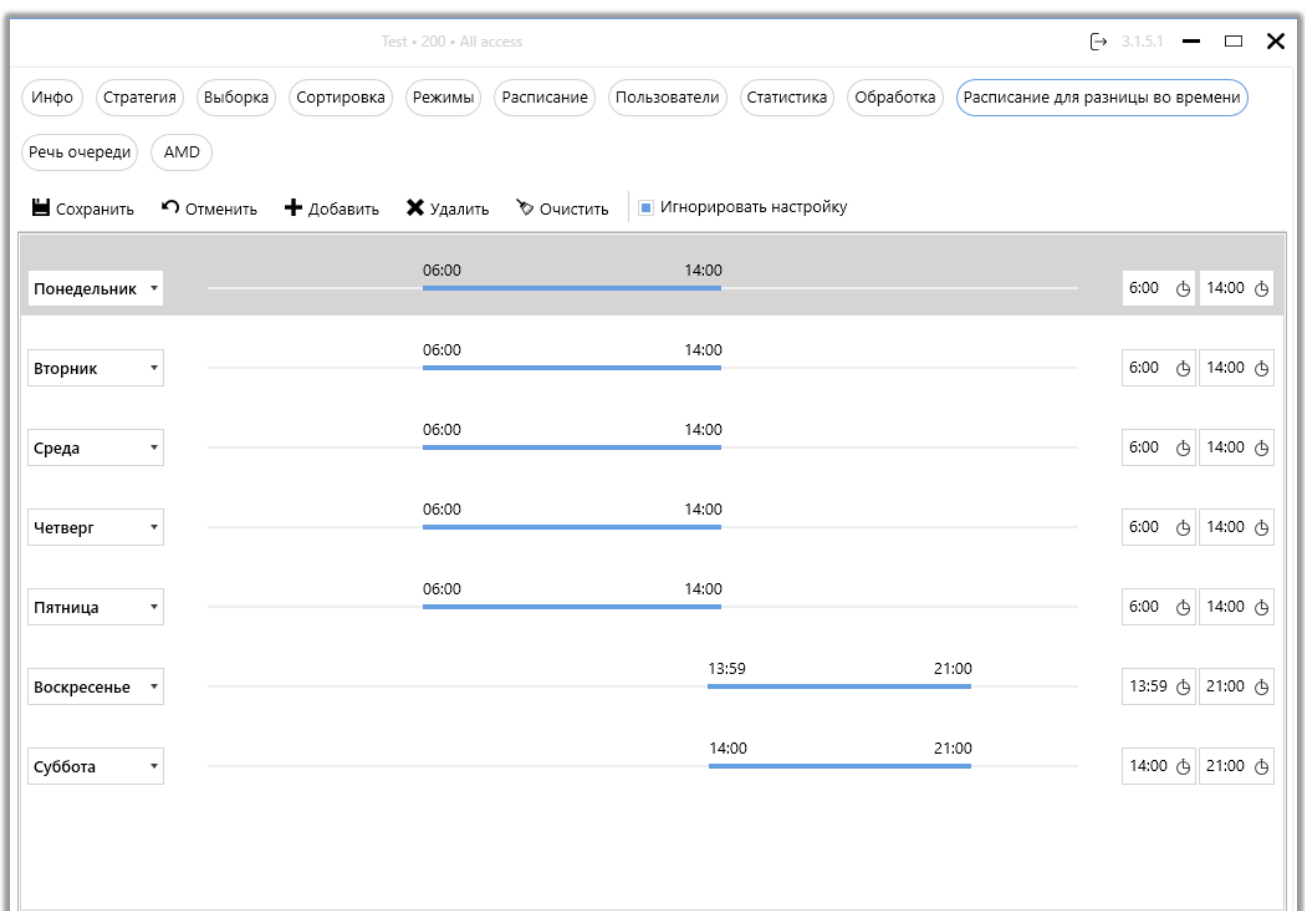 Test • 200 • All access 3.1.5.1
Инфо Стратегия Выборка Сортировка Режимы Расписание Пользователи Статистика Обработка Расписание для разницы во времени
Речь очереди AMD
Сохранить Отменить Добавить Удалить Очистить Игнорировать настройку
06:00 14:00
Понедельник 6:00 14:00
06:00 14:00
Вторник 6:00 14:00
06:00 14:00
Среда 6:00 14:00
06:00 14:00
Четверг 6:00 14:00
06:00 14:00
Пятница 6:00 14:00
13:59 21:00
Воскресенье 13:59 21:00
14:00 21:00
Суббота 14:00 21:00